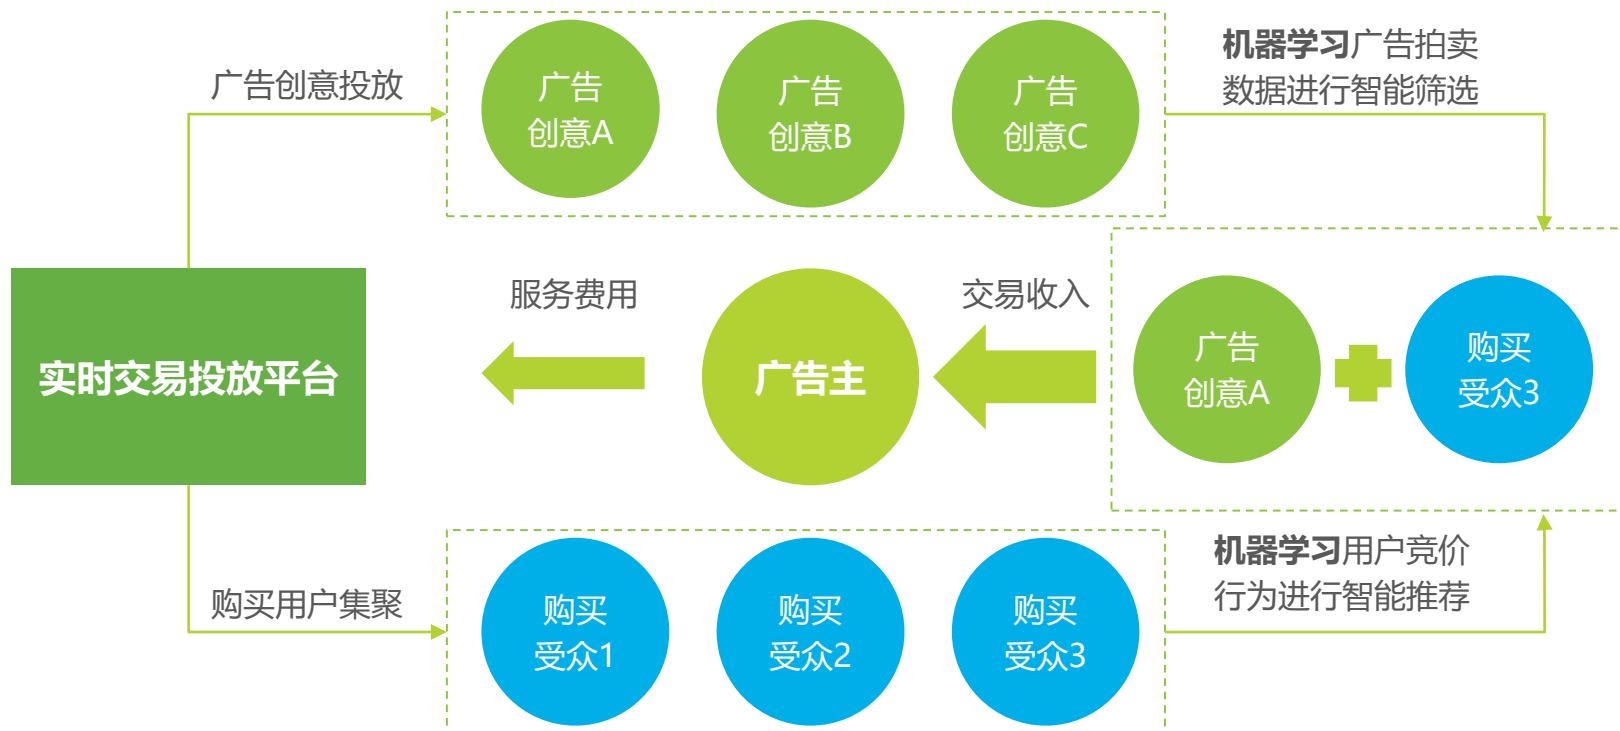 广告创意投放
广告
创意A
广告
创意B
广告
创意C
机器学习广告拍卖
数据进行智能筛选
实时交易投放平台
服务费用
广告主
交易收入
广告
创意A
购买
受众3
购买用户集聚
购买
受众1
购买
受众2
购买
受众3
机器学习用户竞价
行为进行智能推荐